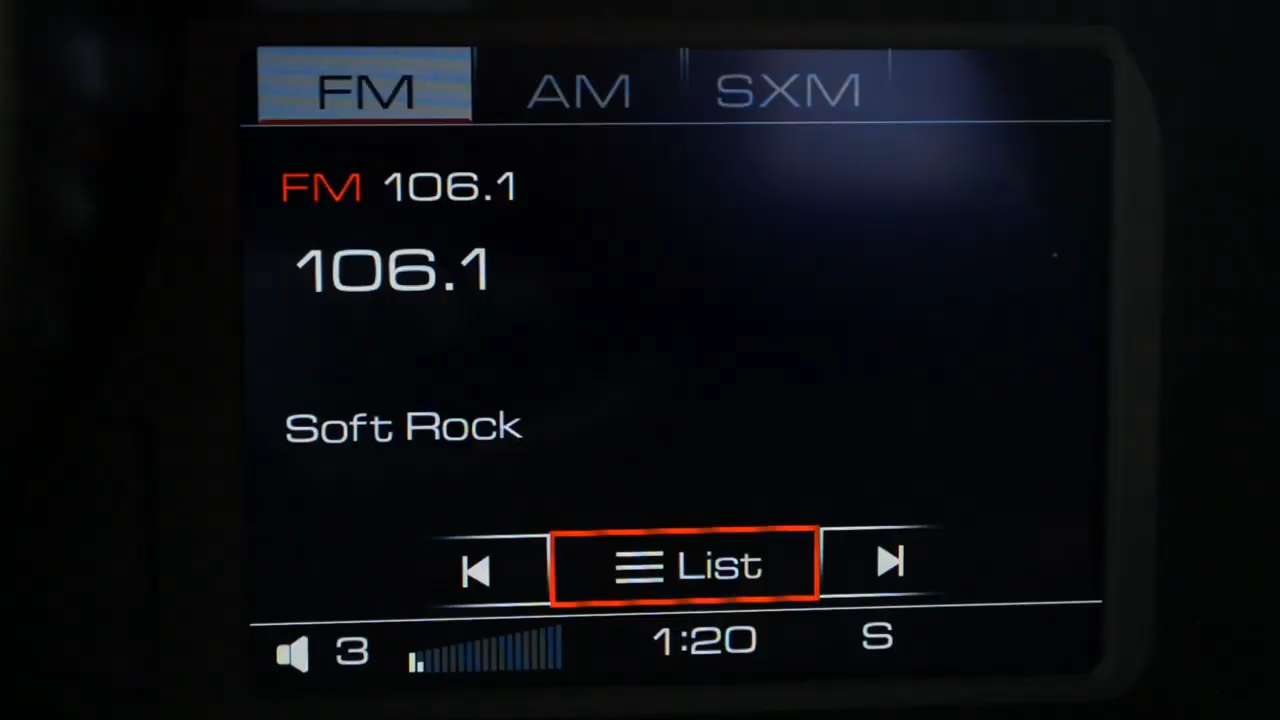 FM AM SXM
FM 106.1
106.1
Soft Rock
List
3 1:20 S